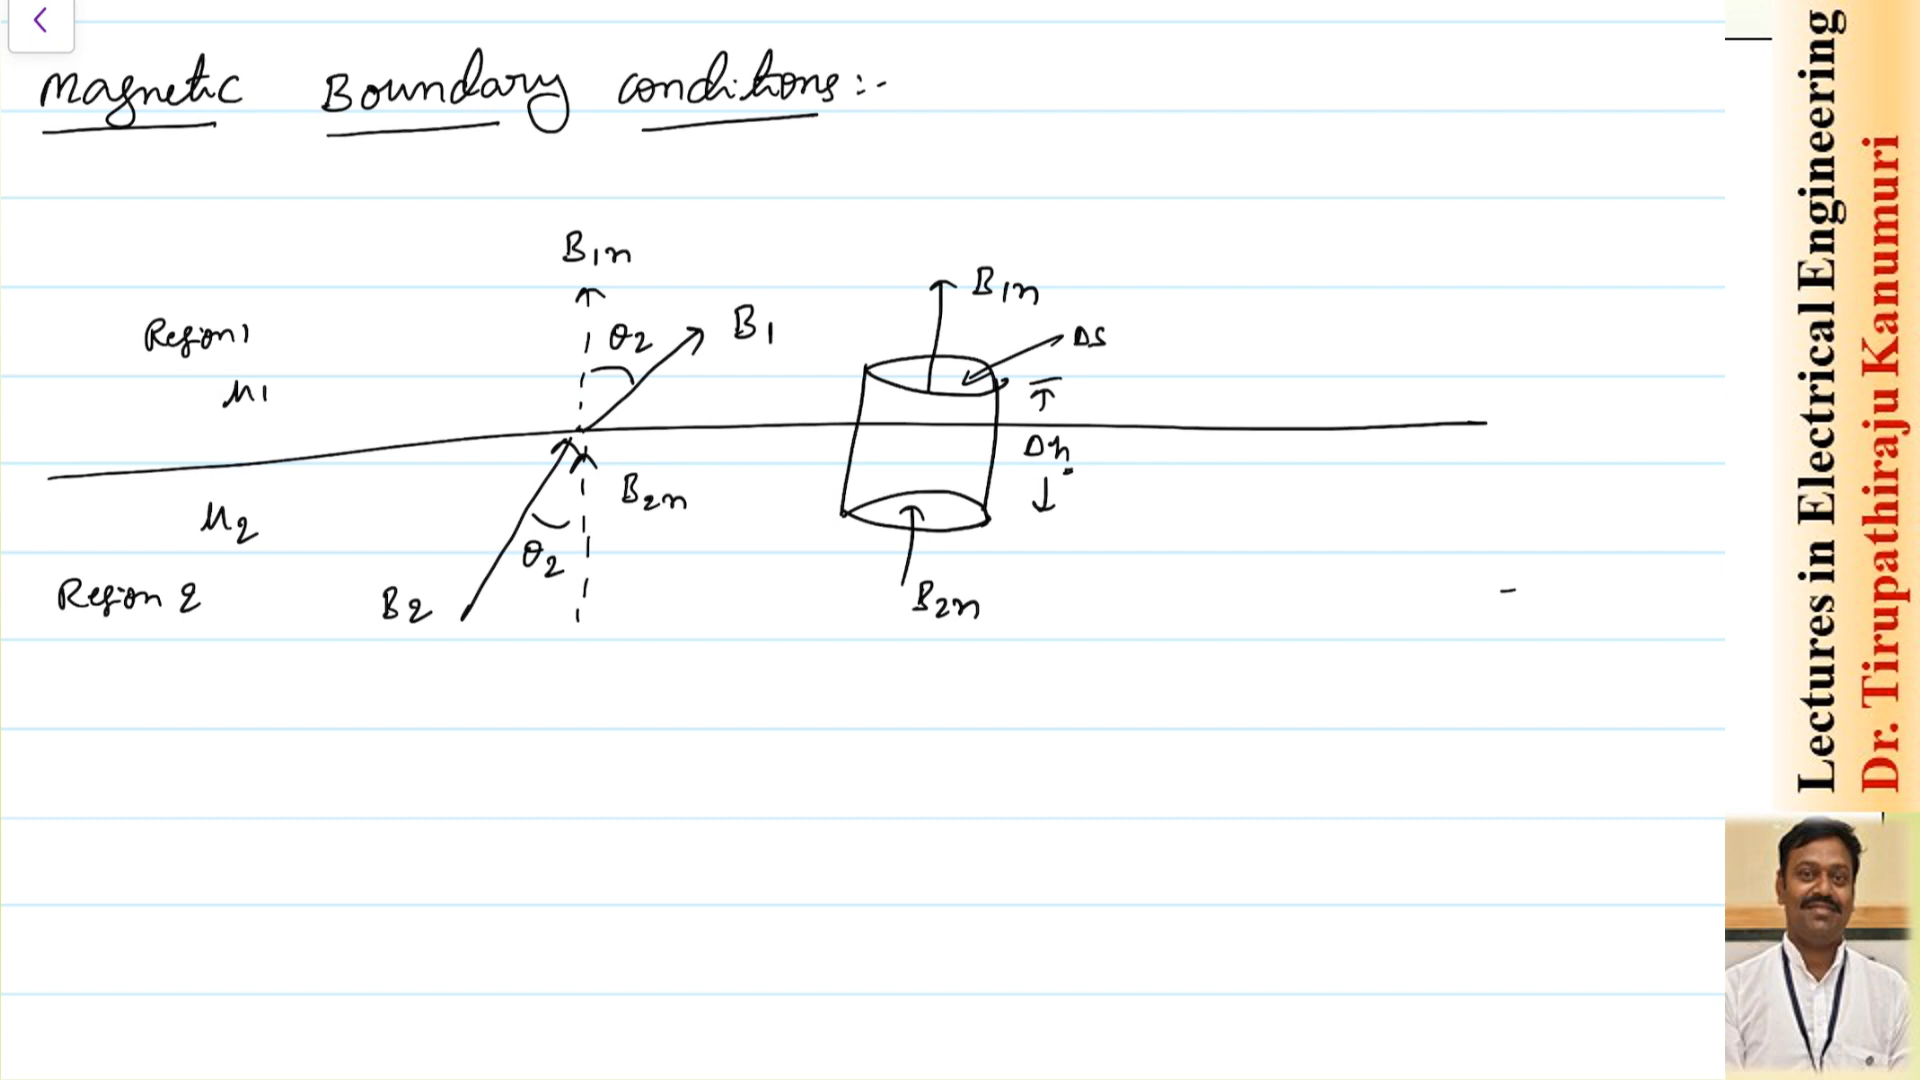 Magnetic Boundary conditions:-
B1n
B1n
θ2
B1
ΔS
Region 1
μ1
Δh
B2n
μ2
θ2
Region 2
B2
B2n
Lectures in Electrical Engineering
Dr. Tirupathiraju Kanumuri